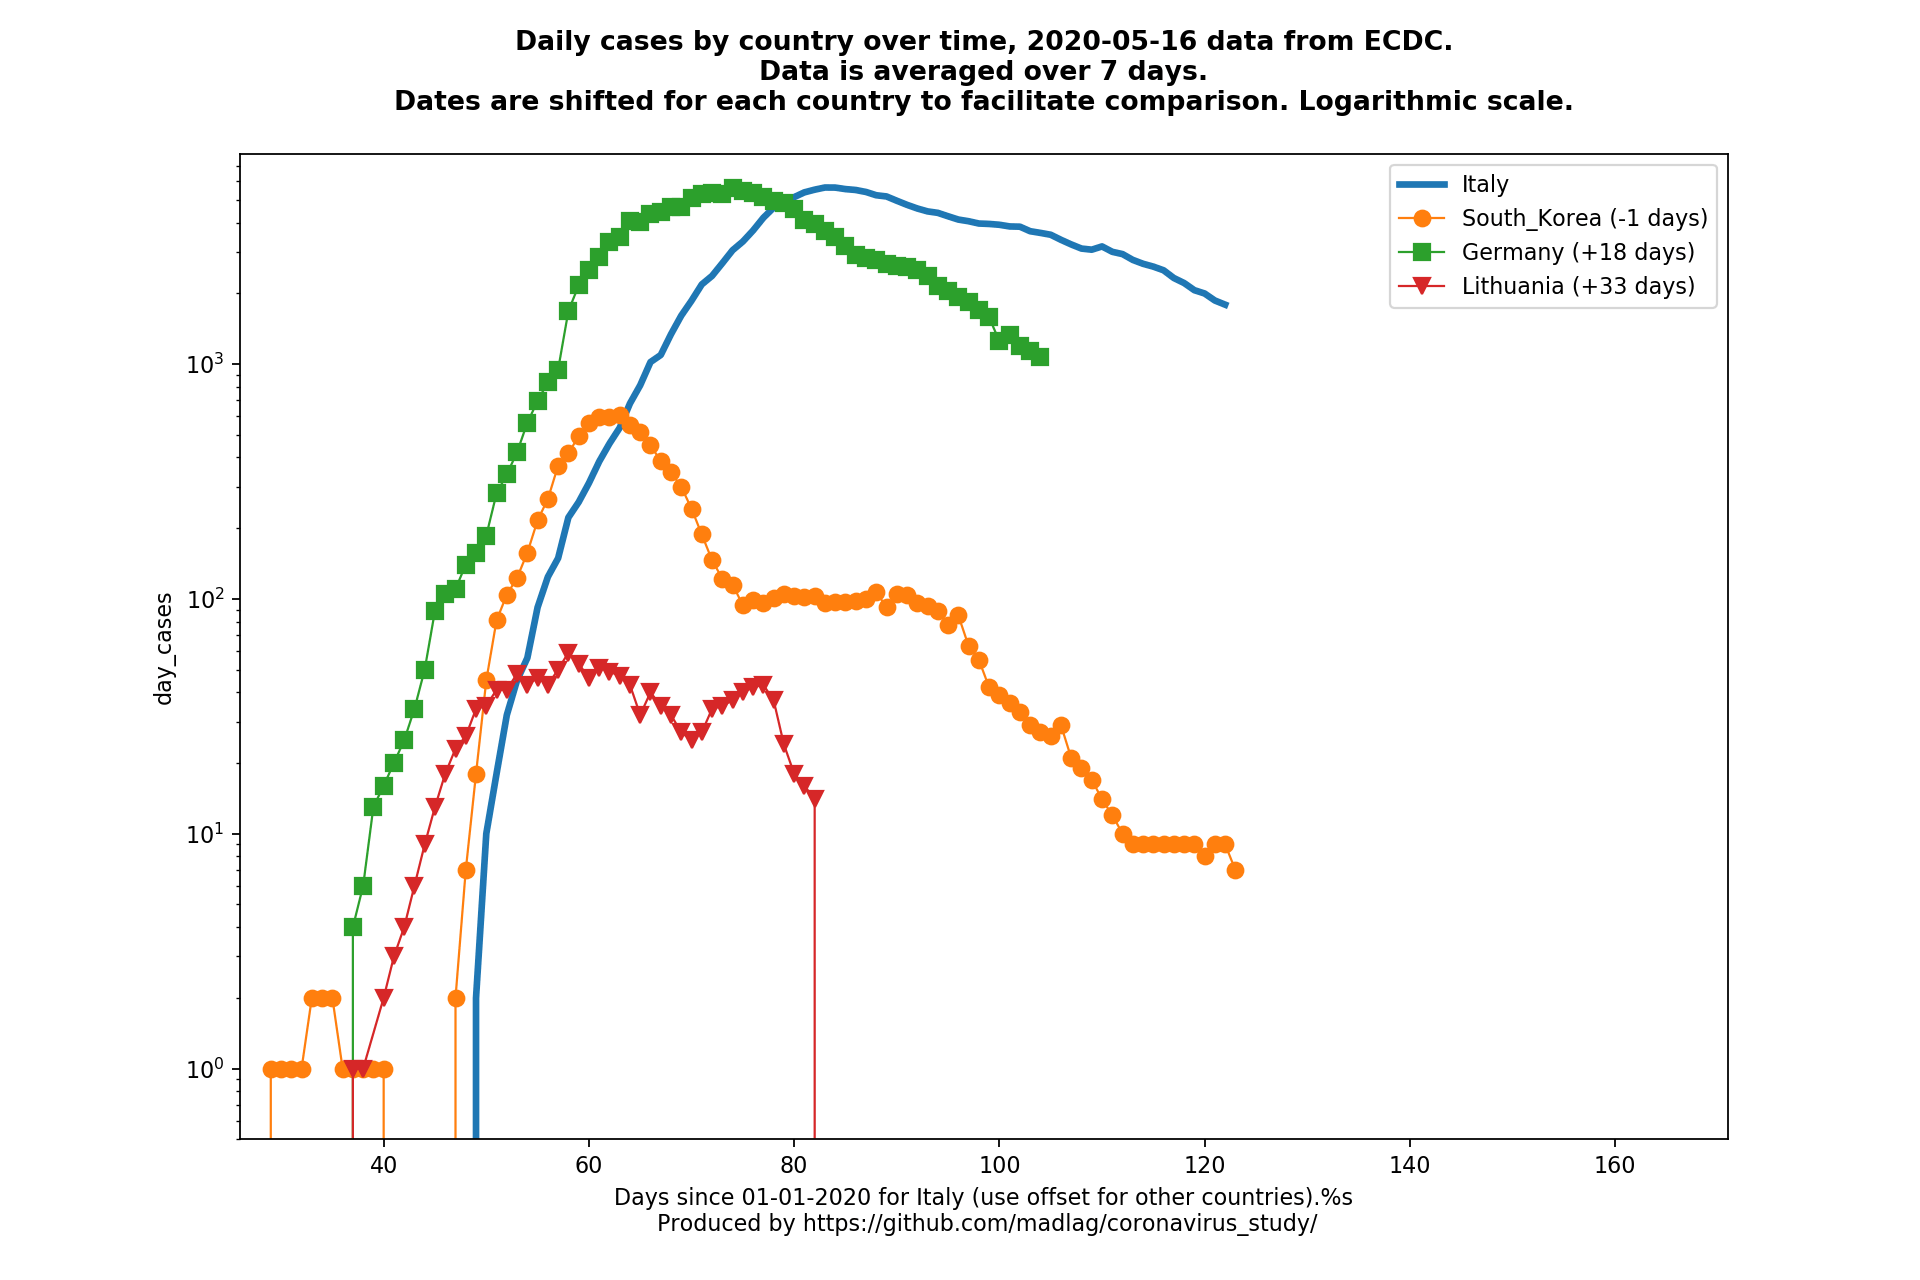 Daily cases by country over time, 2020-05-16 data from ECDC.
Data is averaged over 7 days.
Dates are shifted for each country to facilitate comparison. Logarithmic scale.
Italy
South_Korea (-1 days)
Germany (+18 days)
Lithuania (+33 days)
day_cases
10³
10²
10¹
10⁰
40 60 80 100 120 140 160
Days since 01-01-2020 for Italy (use offset for other countries).%s
Produced by https://github.com/madlag/coronavirus_study/